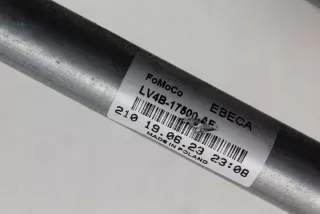 FoMoCo EBECA
LV4B-17500-AE
210 19.06.23 23:08
MADE IN POLAND